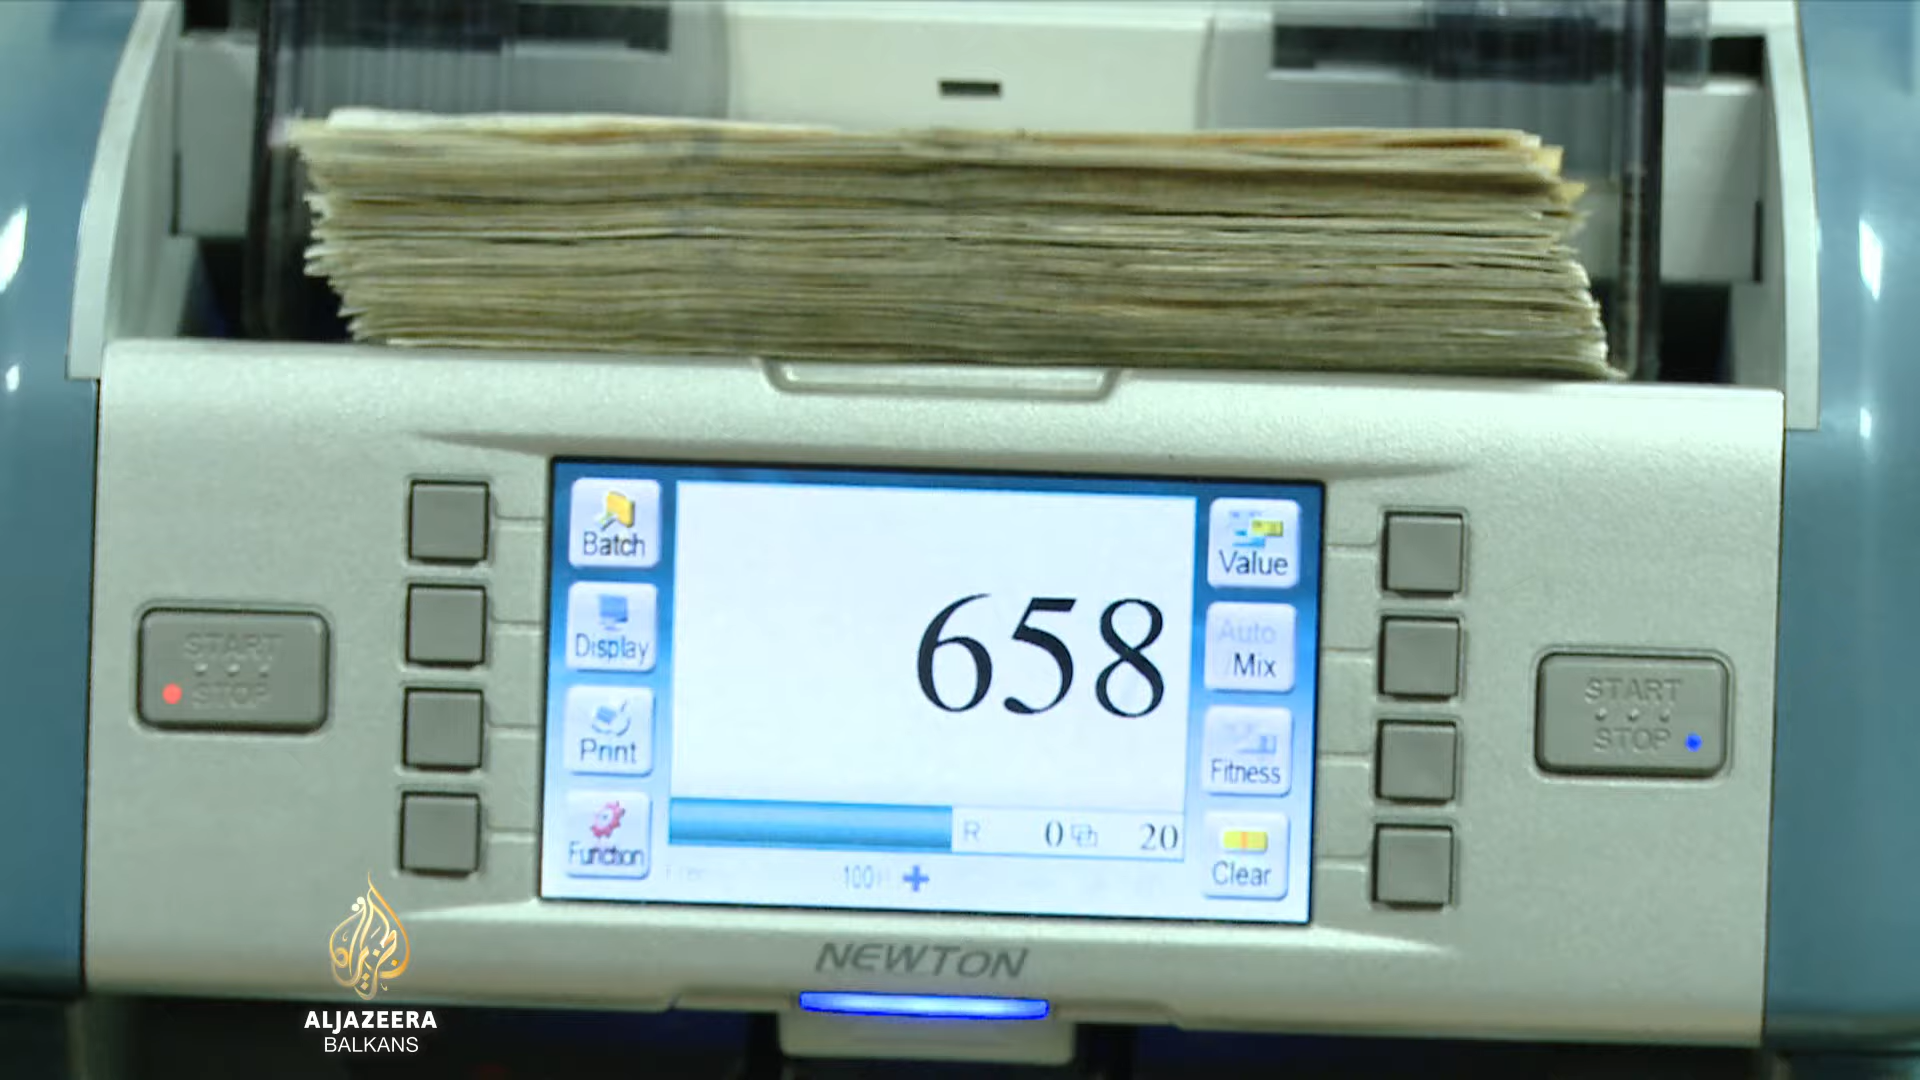 Batch
Display
Print
Function
658
R 0 20
100
Value
Auto
Mix
Fitness
Clear
START
STOP
START
STOP
NEWTON
ALJAZEERA
BALKANS